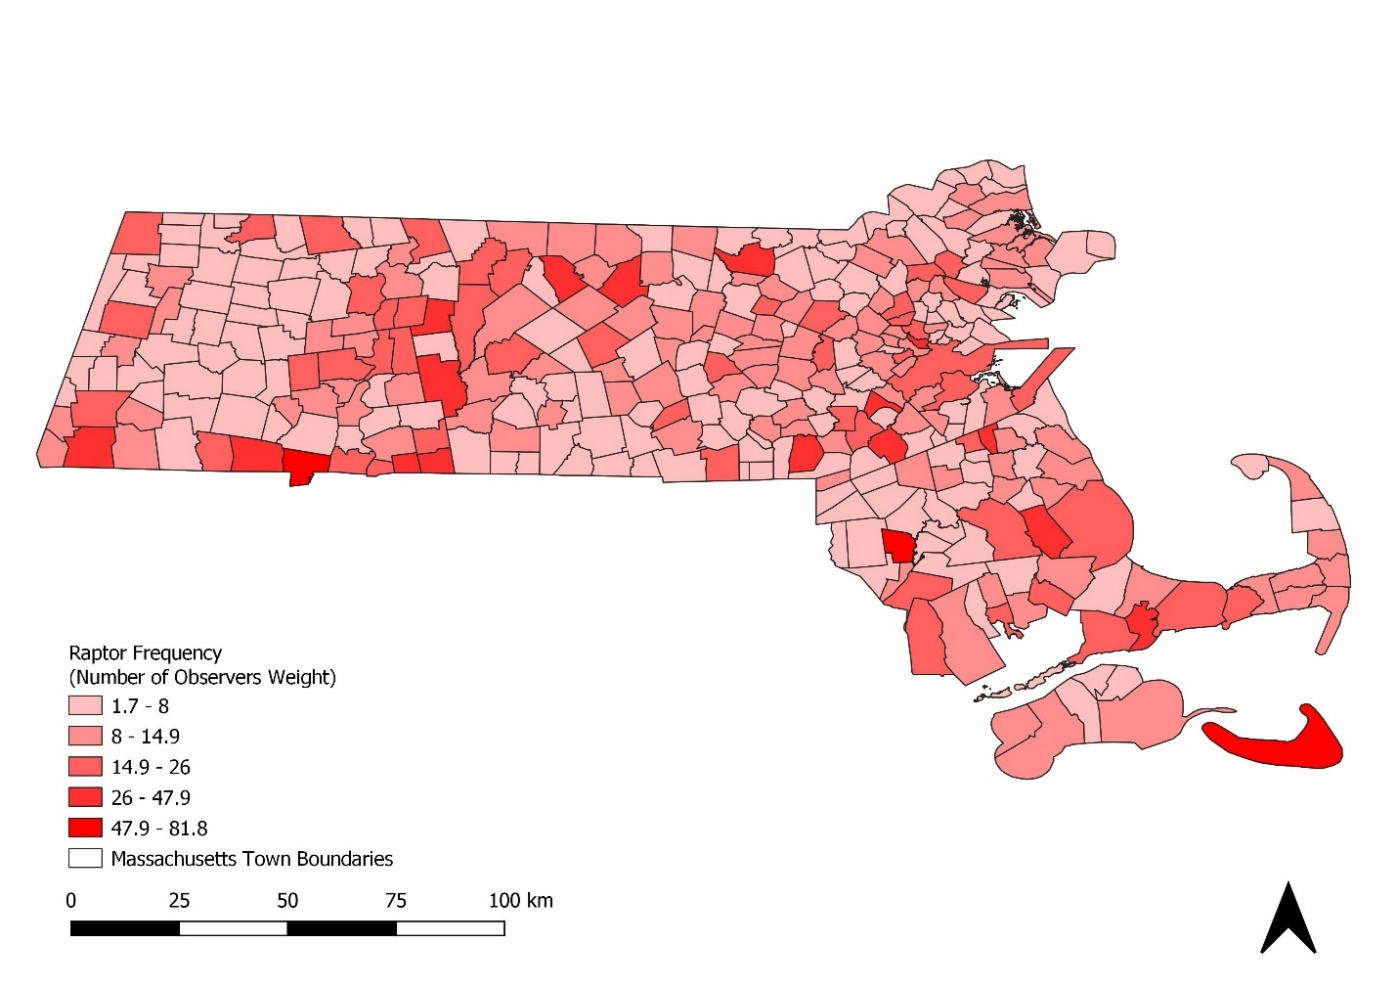 Raptor Frequency
(Number of Observers Weight)
1.7 - 8
8 - 14.9
14.9 - 26
26 - 47.9
47.9 - 81.8
Massachusetts Town Boundaries
0 25 50 75 100 km